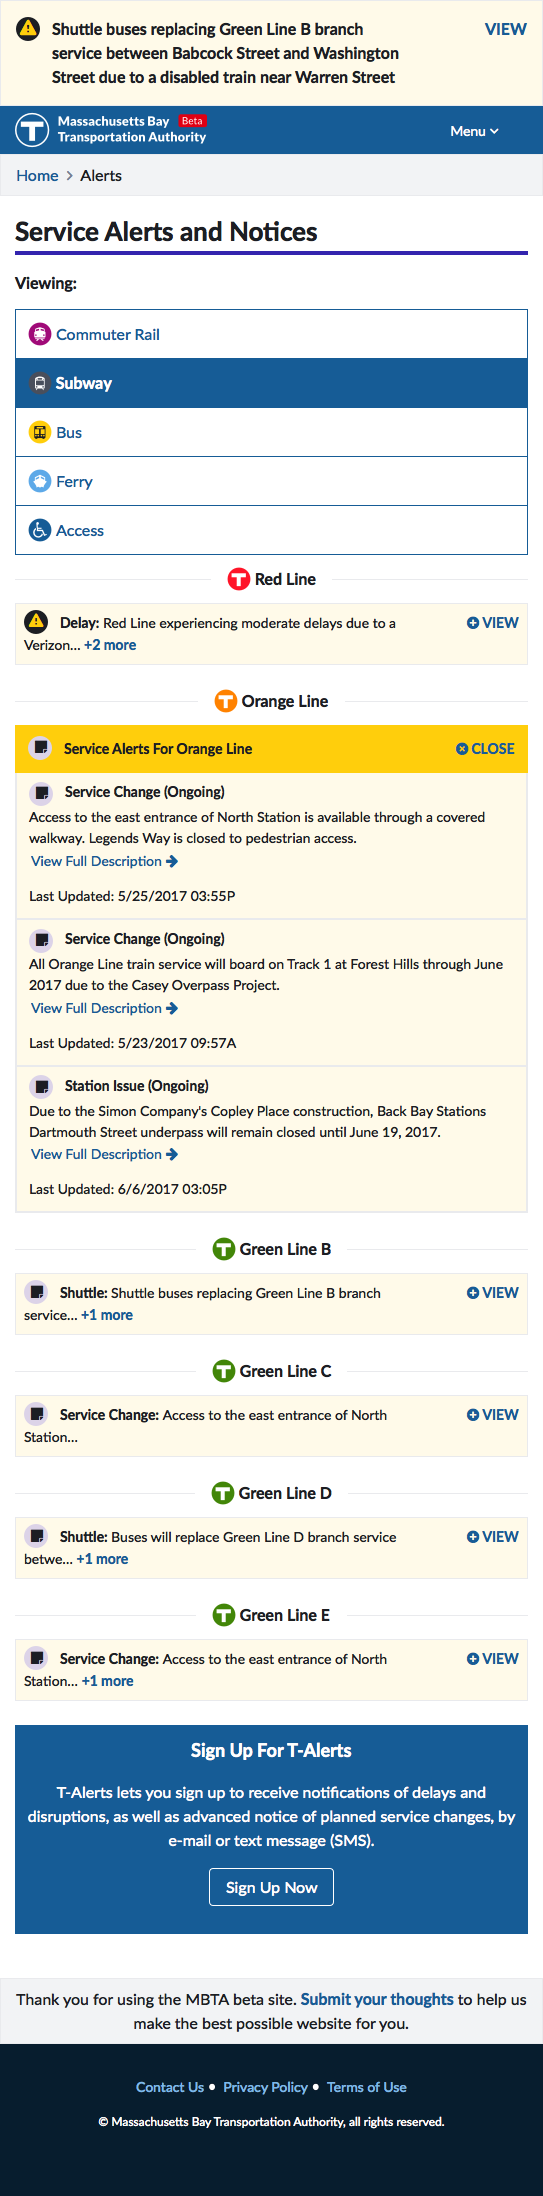 Shuttle buses replacing Green Line B branch
service between Babcock Street and Washington
Street due to a disabled train near Warren Street
VIEW
Massachusetts Bay Beta
Transportation Authority
Menu
Home > Alerts
Service Alerts and Notices
Viewing:
Commuter Rail
Subway
Bus
Ferry
Access
T Red Line
Delay: Red Line experiencing moderate delays due to a
Verizon... +2 more
VIEW
T Orange Line
Service Alerts For Orange Line
CLOSE
Service Change (Ongoing)
Access to the east entrance of North Station is available through a covered
walkway. Legends Way is closed to pedestrian access.
View Full Description
Last Updated: 5/25/2017 03:55P
Service Change (Ongoing)
All Orange Line train service will board on Track 1 at Forest Hills through June
2017 due to the Casey Overpass Project.
View Full Description
Last Updated: 5/23/2017 09:57A
Station Issue (Ongoing)
Due to the Simon Company's Copley Place construction, Back Bay Stations
Dartmouth Street underpass will remain closed until June 19, 2017.
View Full Description
Last Updated: 6/6/2017 03:05P
T Green Line B
Shuttle: Shuttle buses replacing Green Line B branch
service... +1 more
VIEW
T Green Line C
Service Change: Access to the east entrance of North
Station...
VIEW
T Green Line D
Shuttle: Buses will replace Green Line D branch service
betwe... +1 more
VIEW
T Green Line E
Service Change: Access to the east entrance of North
Station... +1 more
VIEW
Sign Up For T-Alerts
T-Alerts lets you sign up to receive notifications of delays and
disruptions, as well as advanced notice of planned service changes, by
e-mail or text message (SMS).
Sign Up Now
Thank you for using the MBTA beta site. Submit your thoughts to help us
make the best possible website for you.
Contact Us • Privacy Policy • Terms of Use
© Massachusetts Bay Transportation Authority, all rights reserved.